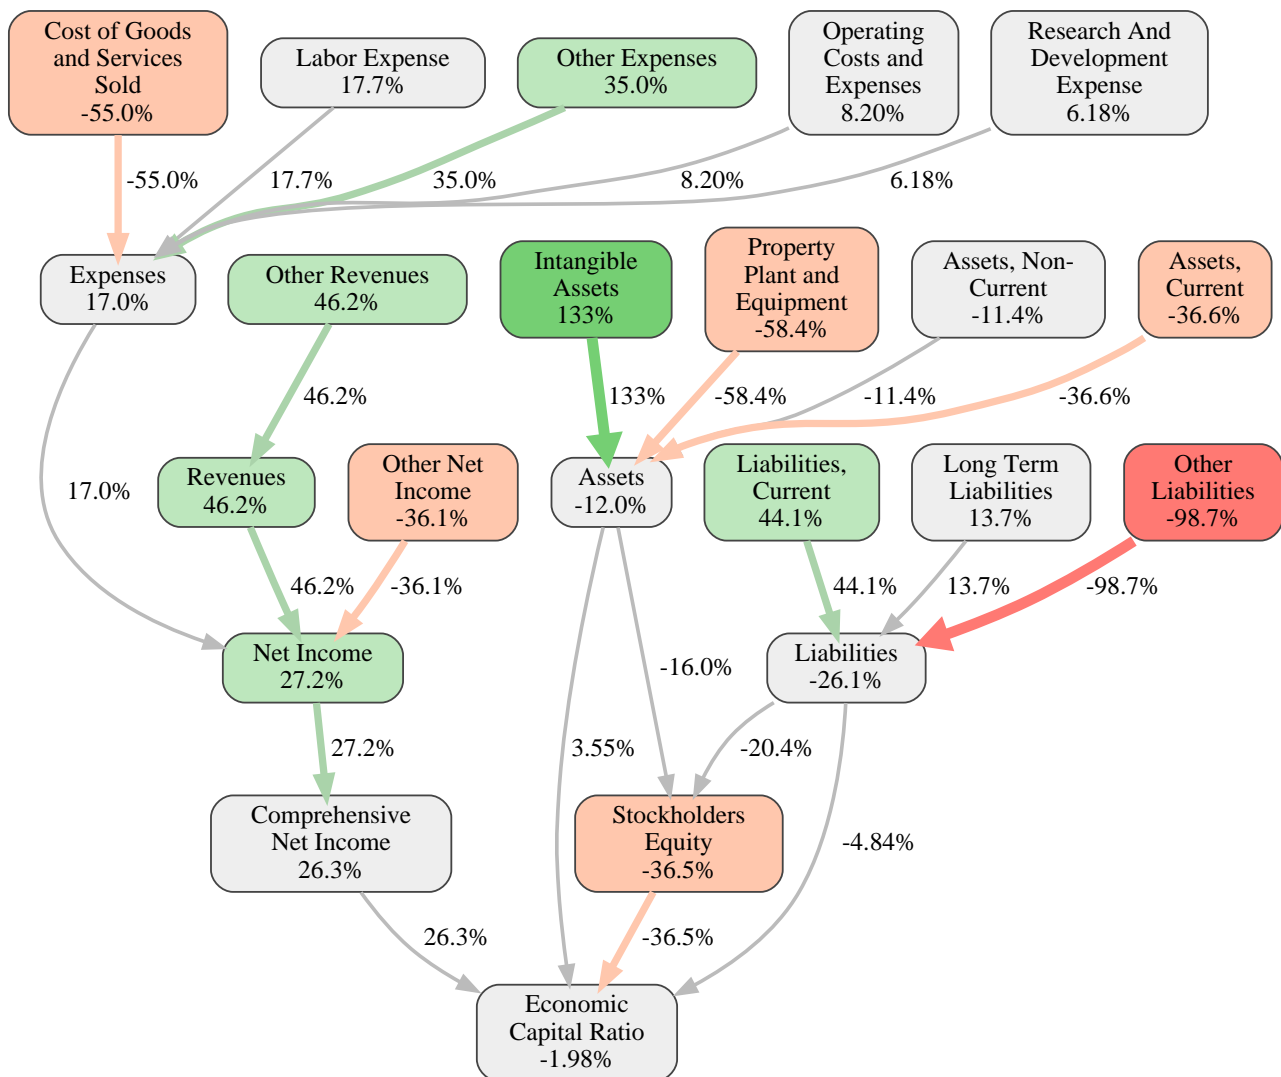 Cost of Goods
and Services
Sold
-55.0%
Labor Expense
17.7%
Other Expenses
35.0%
Operating
Costs and
Expenses
8.20%
Research And
Development
Expense
6.18%
-55.0%
17.7%
35.0%
8.20%
6.18%
Expenses
17.0%
Other Revenues
46.2%
Intangible
Assets
133%
Property
Plant and
Equipment
-58.4%
Assets, Non-
Current
-11.4%
Assets,
Current
-36.6%
46.2%
133%
-58.4%
-11.4%
-36.6%
17.0%
Revenues
46.2%
Other Net
Income
-36.1%
Assets
-12.0%
Liabilities,
Current
44.1%
Long Term
Liabilities
13.7%
Other
Liabilities
-98.7%
46.2%
-36.1%
44.1%
13.7%
-98.7%
Net Income
27.2%
-16.0%
Liabilities
-26.1%
27.2%
3.55%
-20.4%
Comprehensive
Net Income
26.3%
Stockholders
Equity
-36.5%
-4.84%
26.3%
-36.5%
Economic
Capital Ratio
-1.98%